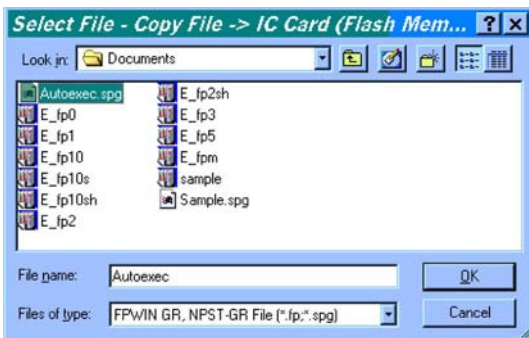 Select File - Copy File -> IC Card (Flash Mem...
Look in: Documents
Autoexec.spg
E_fp0
E_fp1
E_fp10
E_fp10s
E_fp10sh
E_fp2
E_fp2sh
E_fp3
E_fp5
E_fpm
sample
Sample.spg
File name: Autoexec
OK
Files of type: FPWIN GR, NPST-GR File (*.fp;*.spg)
Cancel